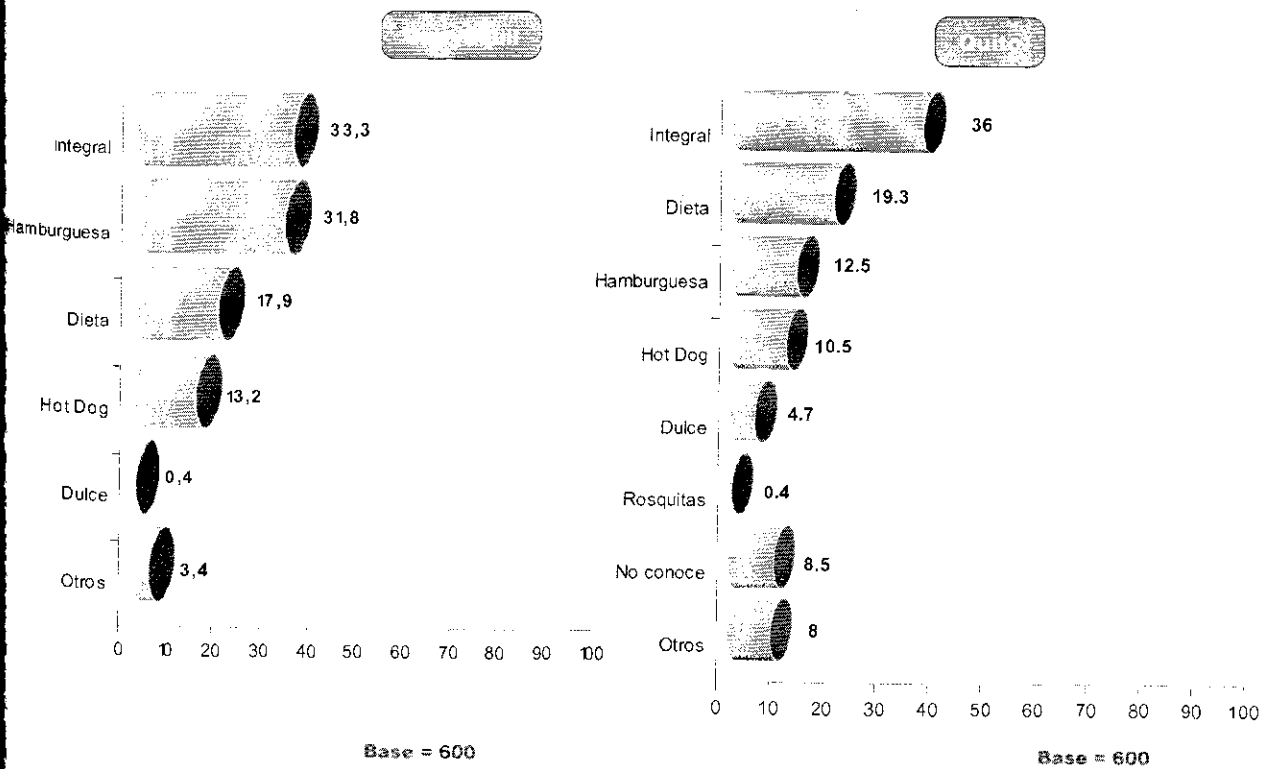 Quito
Integral 33,3
Hamburguesa 31,8
Dieta 17,9
Hot Dog 13,2
Dulce 0,4
Otros 3,4
0 10 20 30 40 50 60 70 80 90 100
Base = 600
Integral 36
Dieta 19.3
Hamburguesa 12.5
Hot Dog 10.5
Dulce 4.7
Rosquitas 0.4
No conoce 8.5
Otros 8
0 10 20 30 40 50 60 70 80 90 100
Base = 600